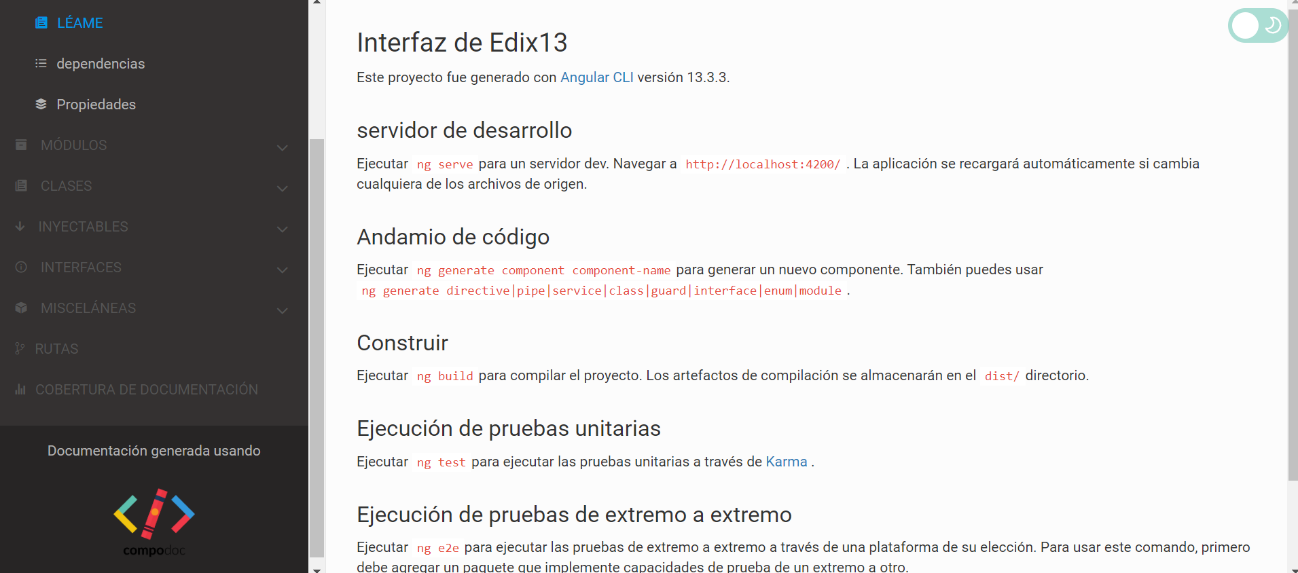 LÉAME
dependencias
Propiedades
MÓDULOS
CLASES
INYECTABLES
INTERFACES
MISCELÁNEAS
RUTAS
COBERTURA DE DOCUMENTACIÓN
Documentación generada usando
compodoc
Interfaz de Edix13
Este proyecto fue generado con Angular CLI versión 13.3.3.
servidor de desarrollo
Ejecutar ng serve para un servidor dev. Navegar a http://localhost:4200/ . La aplicación se recargará automáticamente si cambia
cualquiera de los archivos de origen.
Andamio de código
Ejecutar ng generate component component-name para generar un nuevo componente. También puedes usar
ng generate directive|pipe|service|class|guard|interface|enum|module .
Construir
Ejecutar ng build para compilar el proyecto. Los artefactos de compilación se almacenarán en el dist/ directorio.
Ejecución de pruebas unitarias
Ejecutar ng test para ejecutar las pruebas unitarias a través de Karma .
Ejecución de pruebas de extremo a extremo
Ejecutar ng e2e para ejecutar las pruebas de extremo a extremo a través de una plataforma de su elección. Para usar este comando, primero
debe agregar un paquete que implemente capacidades de prueba de un extremo a otro.